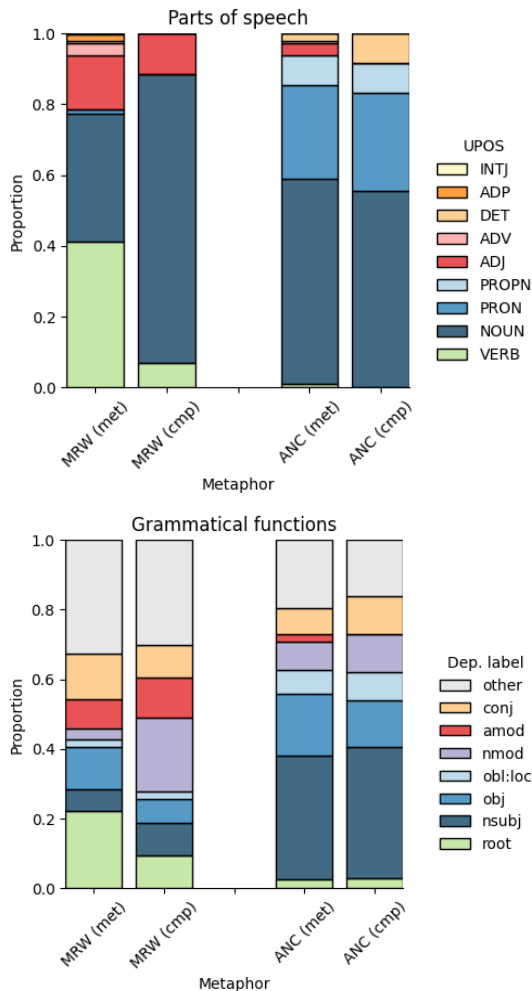 Parts of speech
1.0
0.8
0.6
0.4
0.2
0.0
Proportion
MRW (met)
MRW (cmp)
ANC (met)
ANC (cmp)
Metaphor
UPOS
INTJ
ADP
DET
ADV
ADJ
PROPN
PRON
NOUN
VERB
Grammatical functions
1.0
0.8
0.6
0.4
0.2
0.0
Proportion
MRW (met)
MRW (cmp)
ANC (met)
ANC (cmp)
Metaphor
Dep. label
other
conj
amod
nmod
obl:loc
obj
nsubj
root